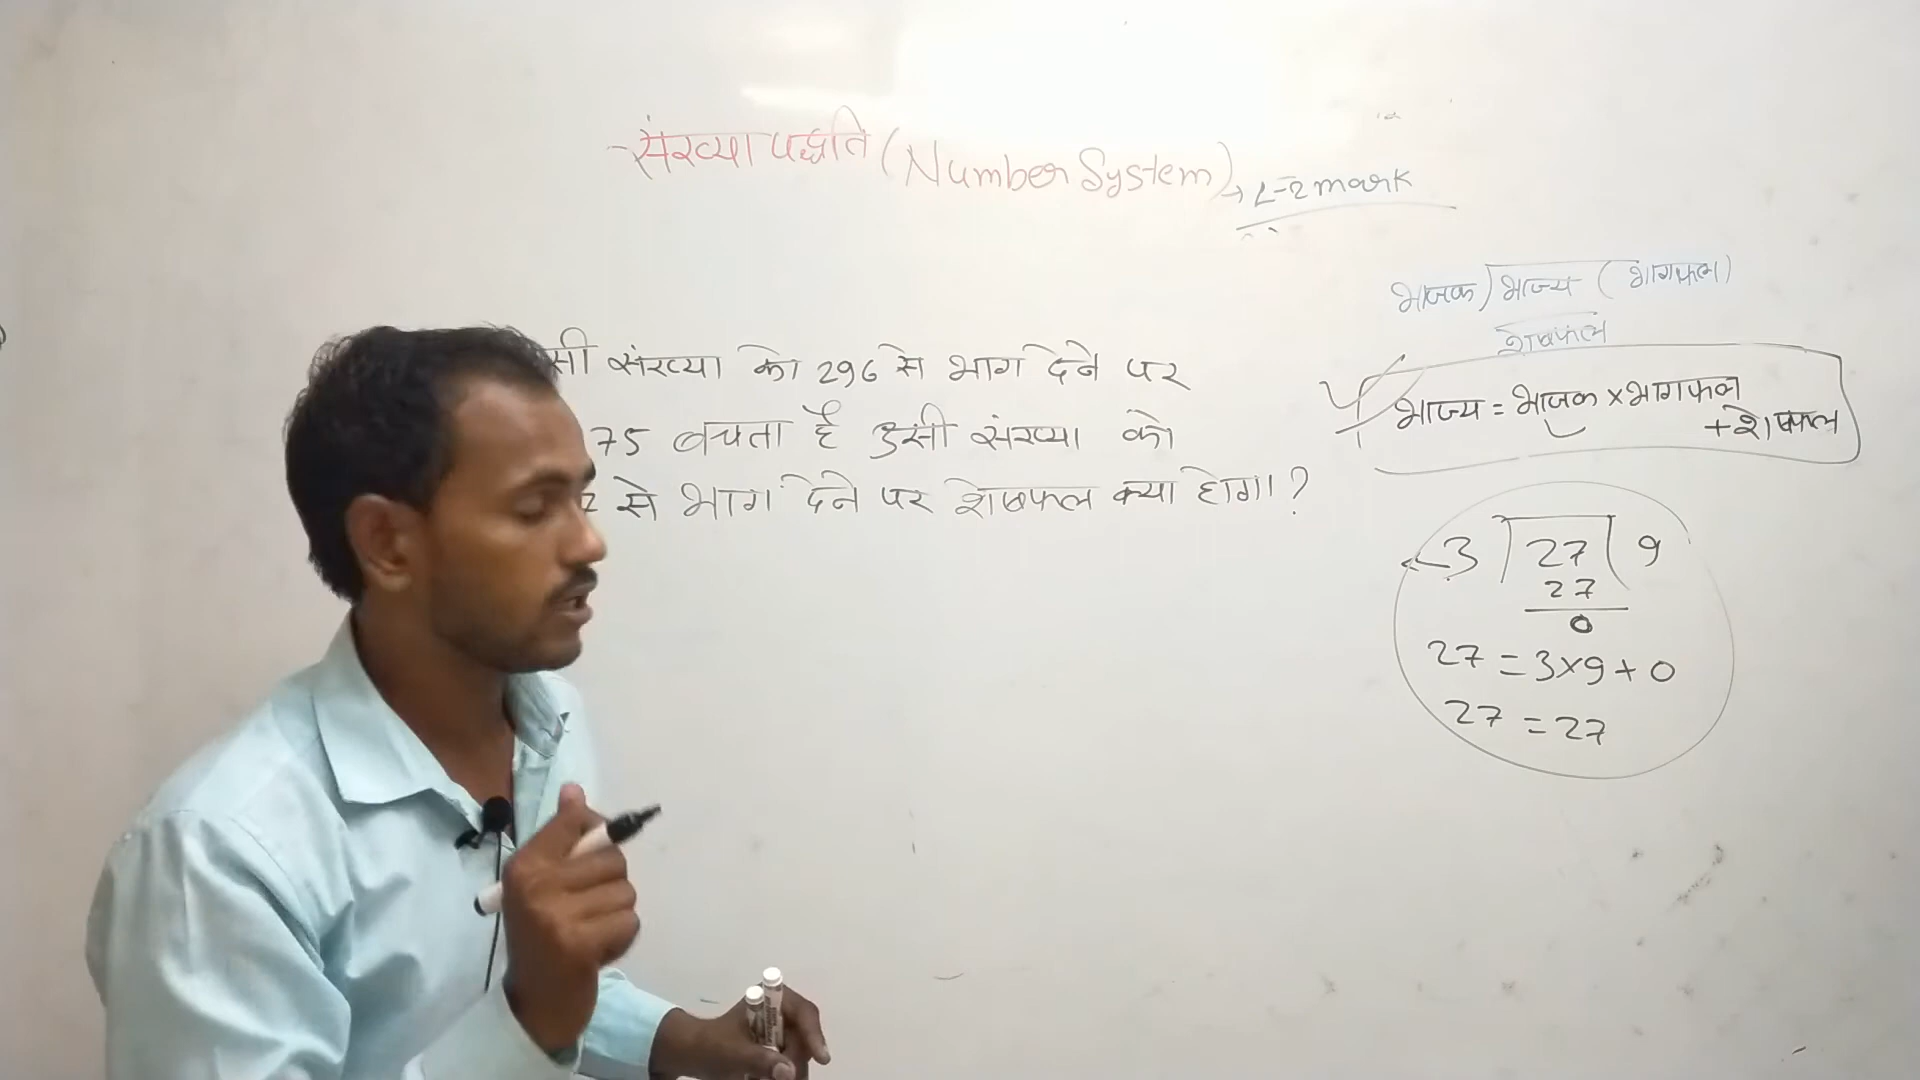 संख्या पद्धति (Number System) → 1-2 mark
सी संख्या को 296 से भाग देने पर
75 बचता है उसी संख्या को
से भाग देने पर शेषफल क्या होगा?
भाजक) भाज्य (भागफल)
शेषफल
भाज्य = भाजक × भागफल
+ शेषफल
3 ) 27 ( 9
27
0
27 = 3×9+0
27 = 27